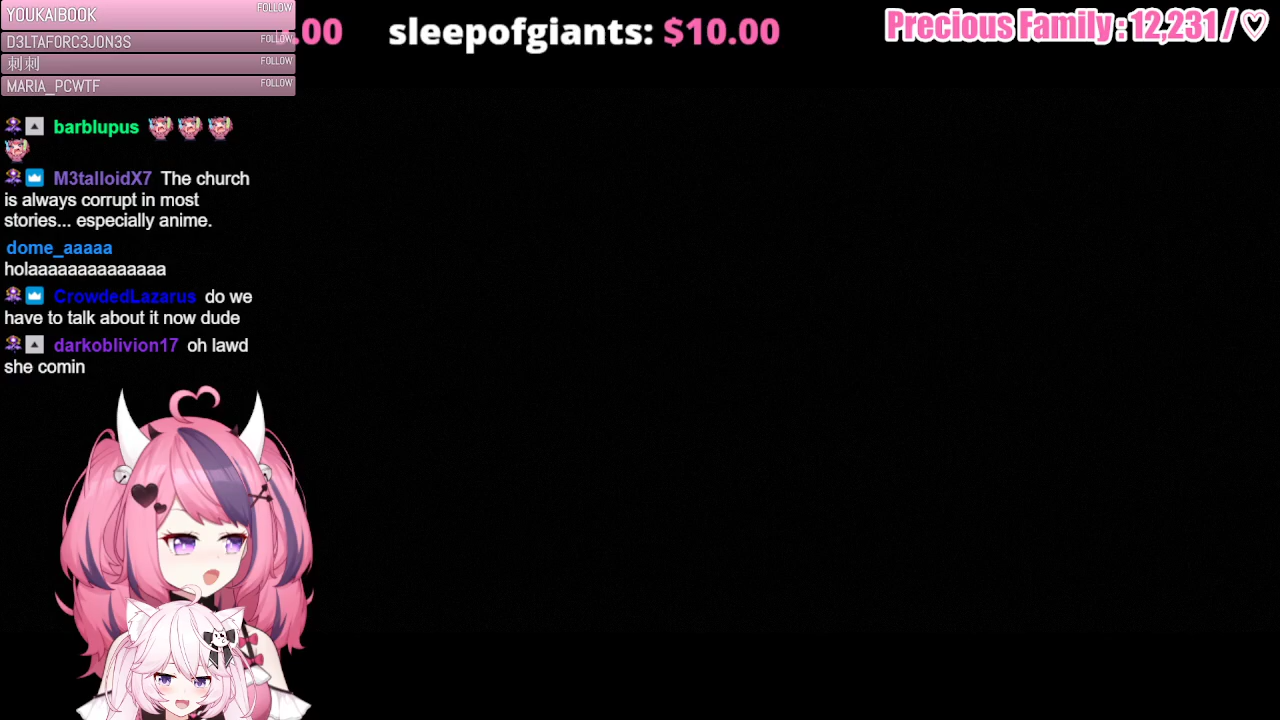 YOUKAIBOOK FOLLOW
D3LTAF0RC3J0N3S FOLLOW
刺刺 FOLLOW
MARIA_PCWTF FOLLOW
.00 sleepofgiants: $10.00
Precious Family : 12,231 / ♡
barblupus
M3talloidX7 The church
is always corrupt in most
stories... especially anime.
dome_aaaaa
holaaaaaaaaaaaaaa
CrowdedLazarus do we
have to talk about it now dude
darkoblivion17 oh lawd
she comin